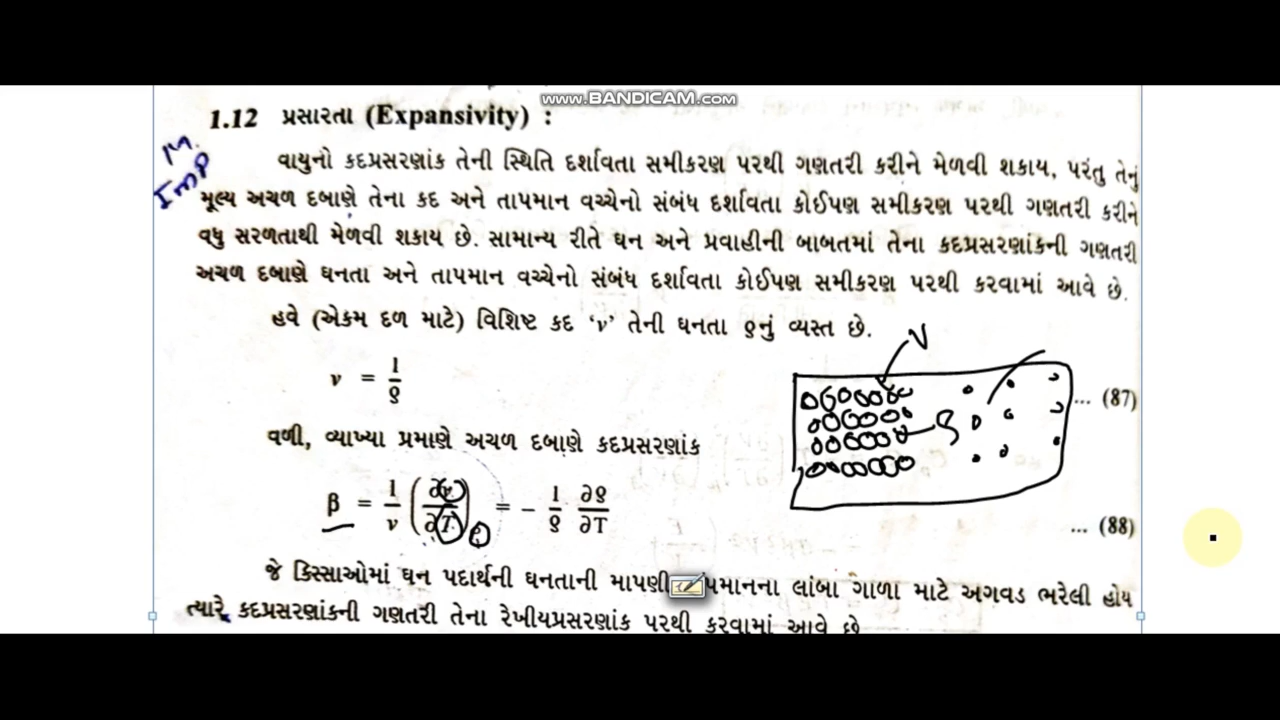 www.BANDICAM.com
1.12 પ્રસારતા (Expansivity) :
M. Imp
વાયુનો કદપ્રસરણાંક તેની સ્થિતિ દર્શાવતા સમીકરણ પરથી ગણતરી કરીને મેળવી શકાય, પરંતુ તેનું
મૂલ્ય અચળ દબાણે તેના કદ અને તાપમાન વચ્ચેનો સંબંધ દર્શાવતા કોઈપણ સમીકરણ પરથી ગણતરી કરીને
વધુ સરળતાથી મેળવી શકાય છે. સામાન્ય રીતે ઘન અને પ્રવાહીની બાબતમાં તેના કદપ્રસરણાંકની ગણતરી
અચળ દબાણે ઘનતા અને તાપમાન વચ્ચેનો સંબંધ દર્શાવતા કોઈપણ સમીકરણ પરથી કરવામાં આવે છે.
હવે (એકમ દળ માટે) વિશિષ્ટ કદ ‘v’ તેની ઘનતા ρનું વ્યસ્ત છે.
v
v = 1/ρ ... (87)
ρ
વળી, વ્યાખ્યા પ્રમાણે અચળ દબાણે કદપ્રસરણાંક
β = 1/v (∂v/∂T)p = - 1/ρ ∂ρ/∂T ... (88)
જે કિસ્સાઓમાં ઘન પદાર્થની ઘનતાની માપણી પમાનના લાંબા ગાળા માટે અગવડ ભરેલી હોય
ત્યારે કદપ્રસરણાંકની ગણતરી તેના રેખીયપ્રસરણાંક પરથી કરવામાં આવે છે